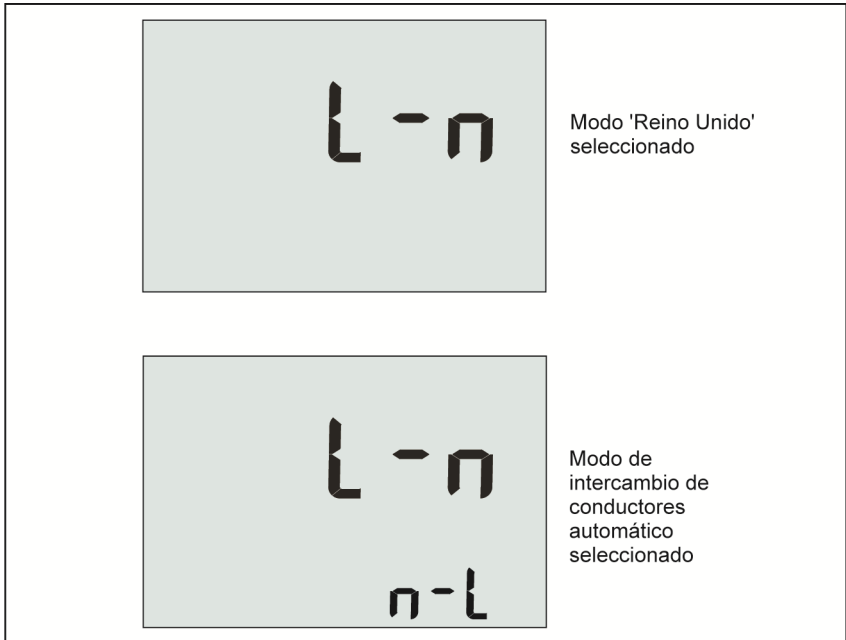 L-n
Modo 'Reino Unido'
seleccionado
L-n
Modo de
intercambio de
conductores
automático
seleccionado
n-L